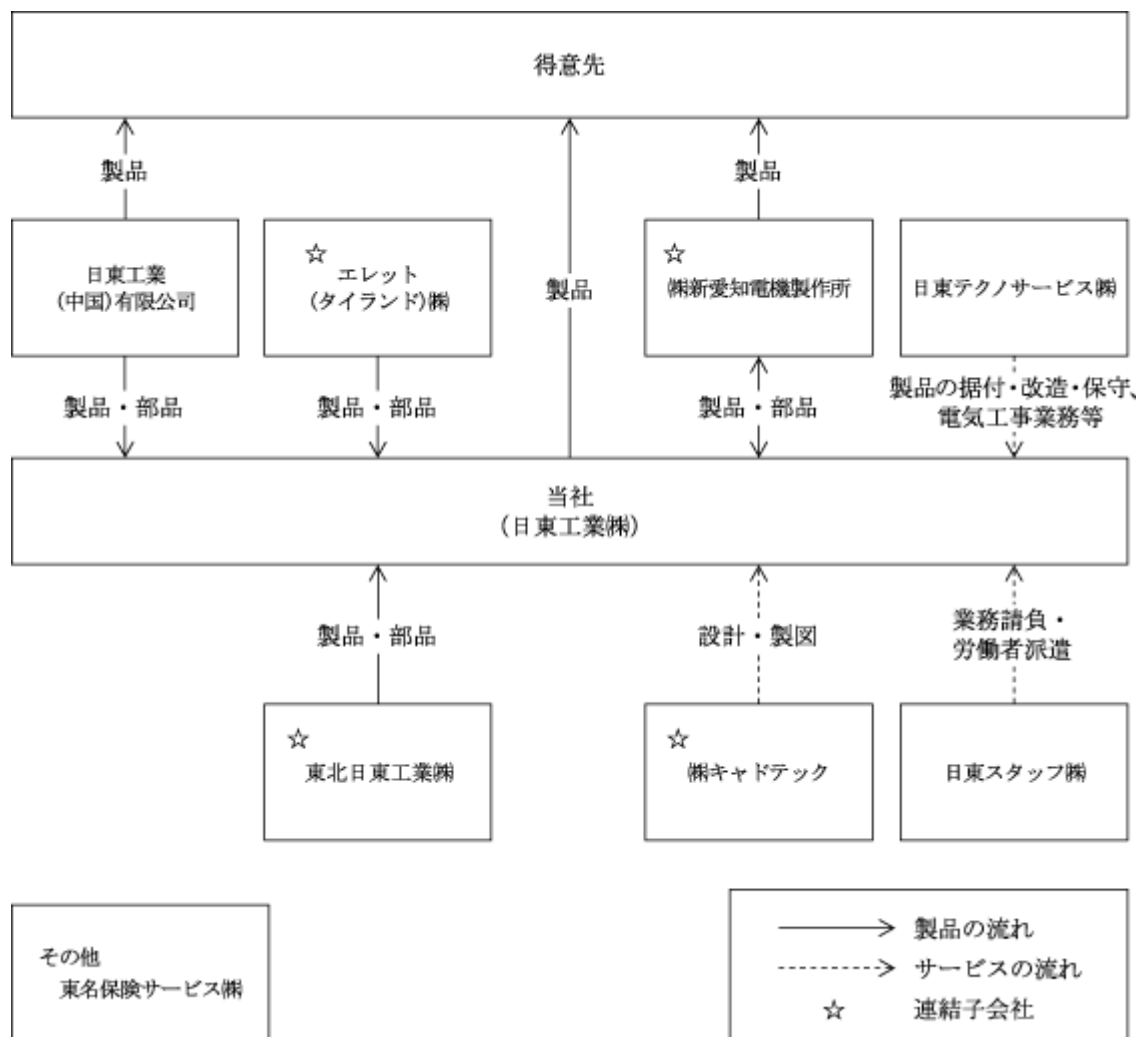 得意先
製品
製品
日東工業
(中国)有限公司
☆
エレット
(タイランド)㈱
製品
☆
㈱新愛知電機製作所
日東テクノサービス㈱
製品・部品
製品・部品
製品・部品
製品の据付・改造・保守、
電気工事業務等
当社
(日東工業㈱)
製品・部品
設計・製図
業務請負・
労働者派遣
☆
東北日東工業㈱
☆
㈱キャドテック
日東スタッフ㈱
その他
東名保険サービス㈱
製品の流れ
サービスの流れ
☆ 連結子会社